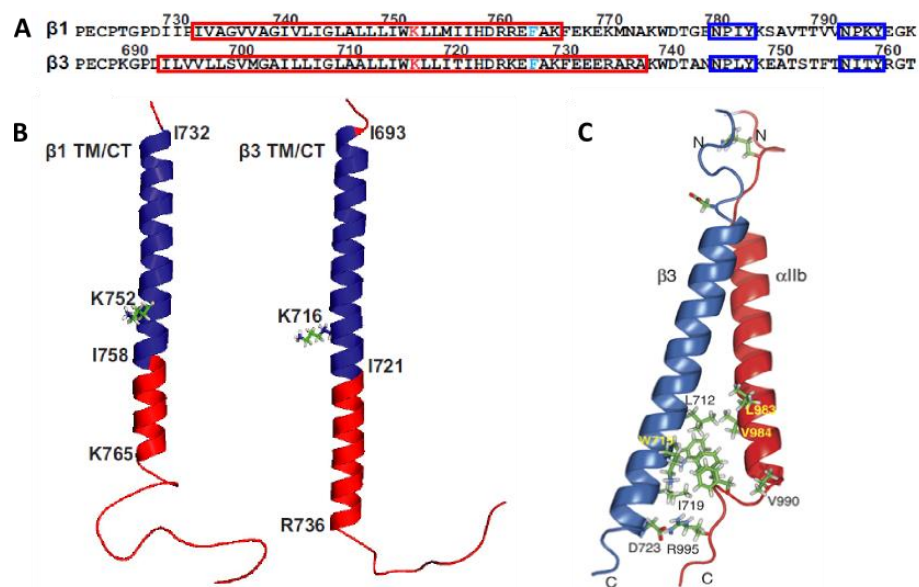 A
730 740 750 760 770 780 790
β1 PECPTGPDIIPIVAGVVAGIVLIGLALLLIWKLLMIIHDRREFAKFEKEKMNAKWDTGENPIYKSAVTTVVNPKYEGK
690 700 710 720 730 740 750 760
β3 PECPKGPDILVVLLSVMGAILLIGLAALLIWKLLITIHDRKEFAKFEEERARAKWDTANNPLYKEATSTFTNITYRGT
B
β1 TM/CT
I732
K752
I758
K765
β3 TM/CT
I693
K716
I721
R736
C
N N
β3
αIIb
L712
L983
W715
V984
I719
V990
D723 R995
C C